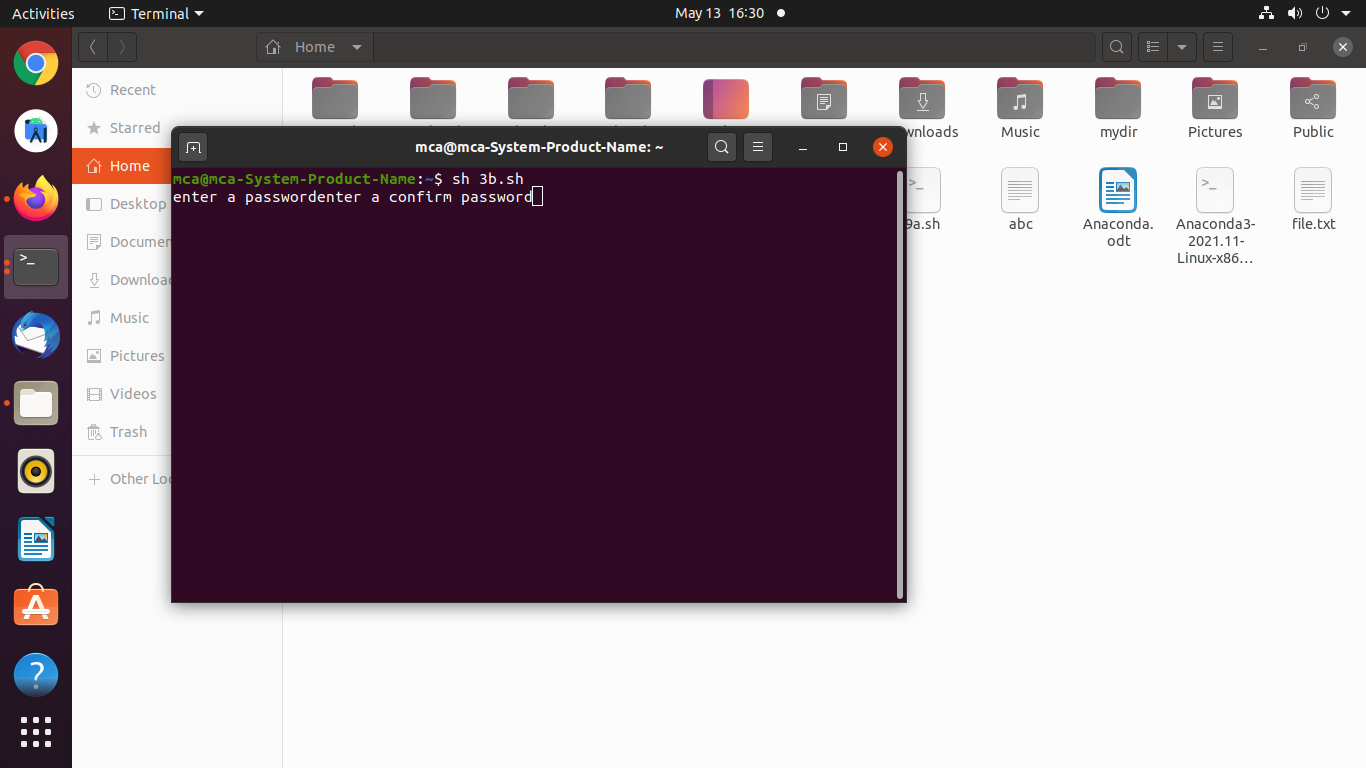 Activities
Terminal
May 13 16:30
Home
Recent
Starred
Home
Desktop
Documen
Downloa
Music
Pictures
Videos
Trash
Other Loc
wnloads
Music
mydir
Pictures
Public
9a.sh
abc
Anaconda.
odt
Anaconda3-
2021.11-
Linux-x86…
file.txt
mca@mca-System-Product-Name: ~
mca@mca-System-Product-Name:~$ sh 3b.sh
enter a passwordenter a confirm password